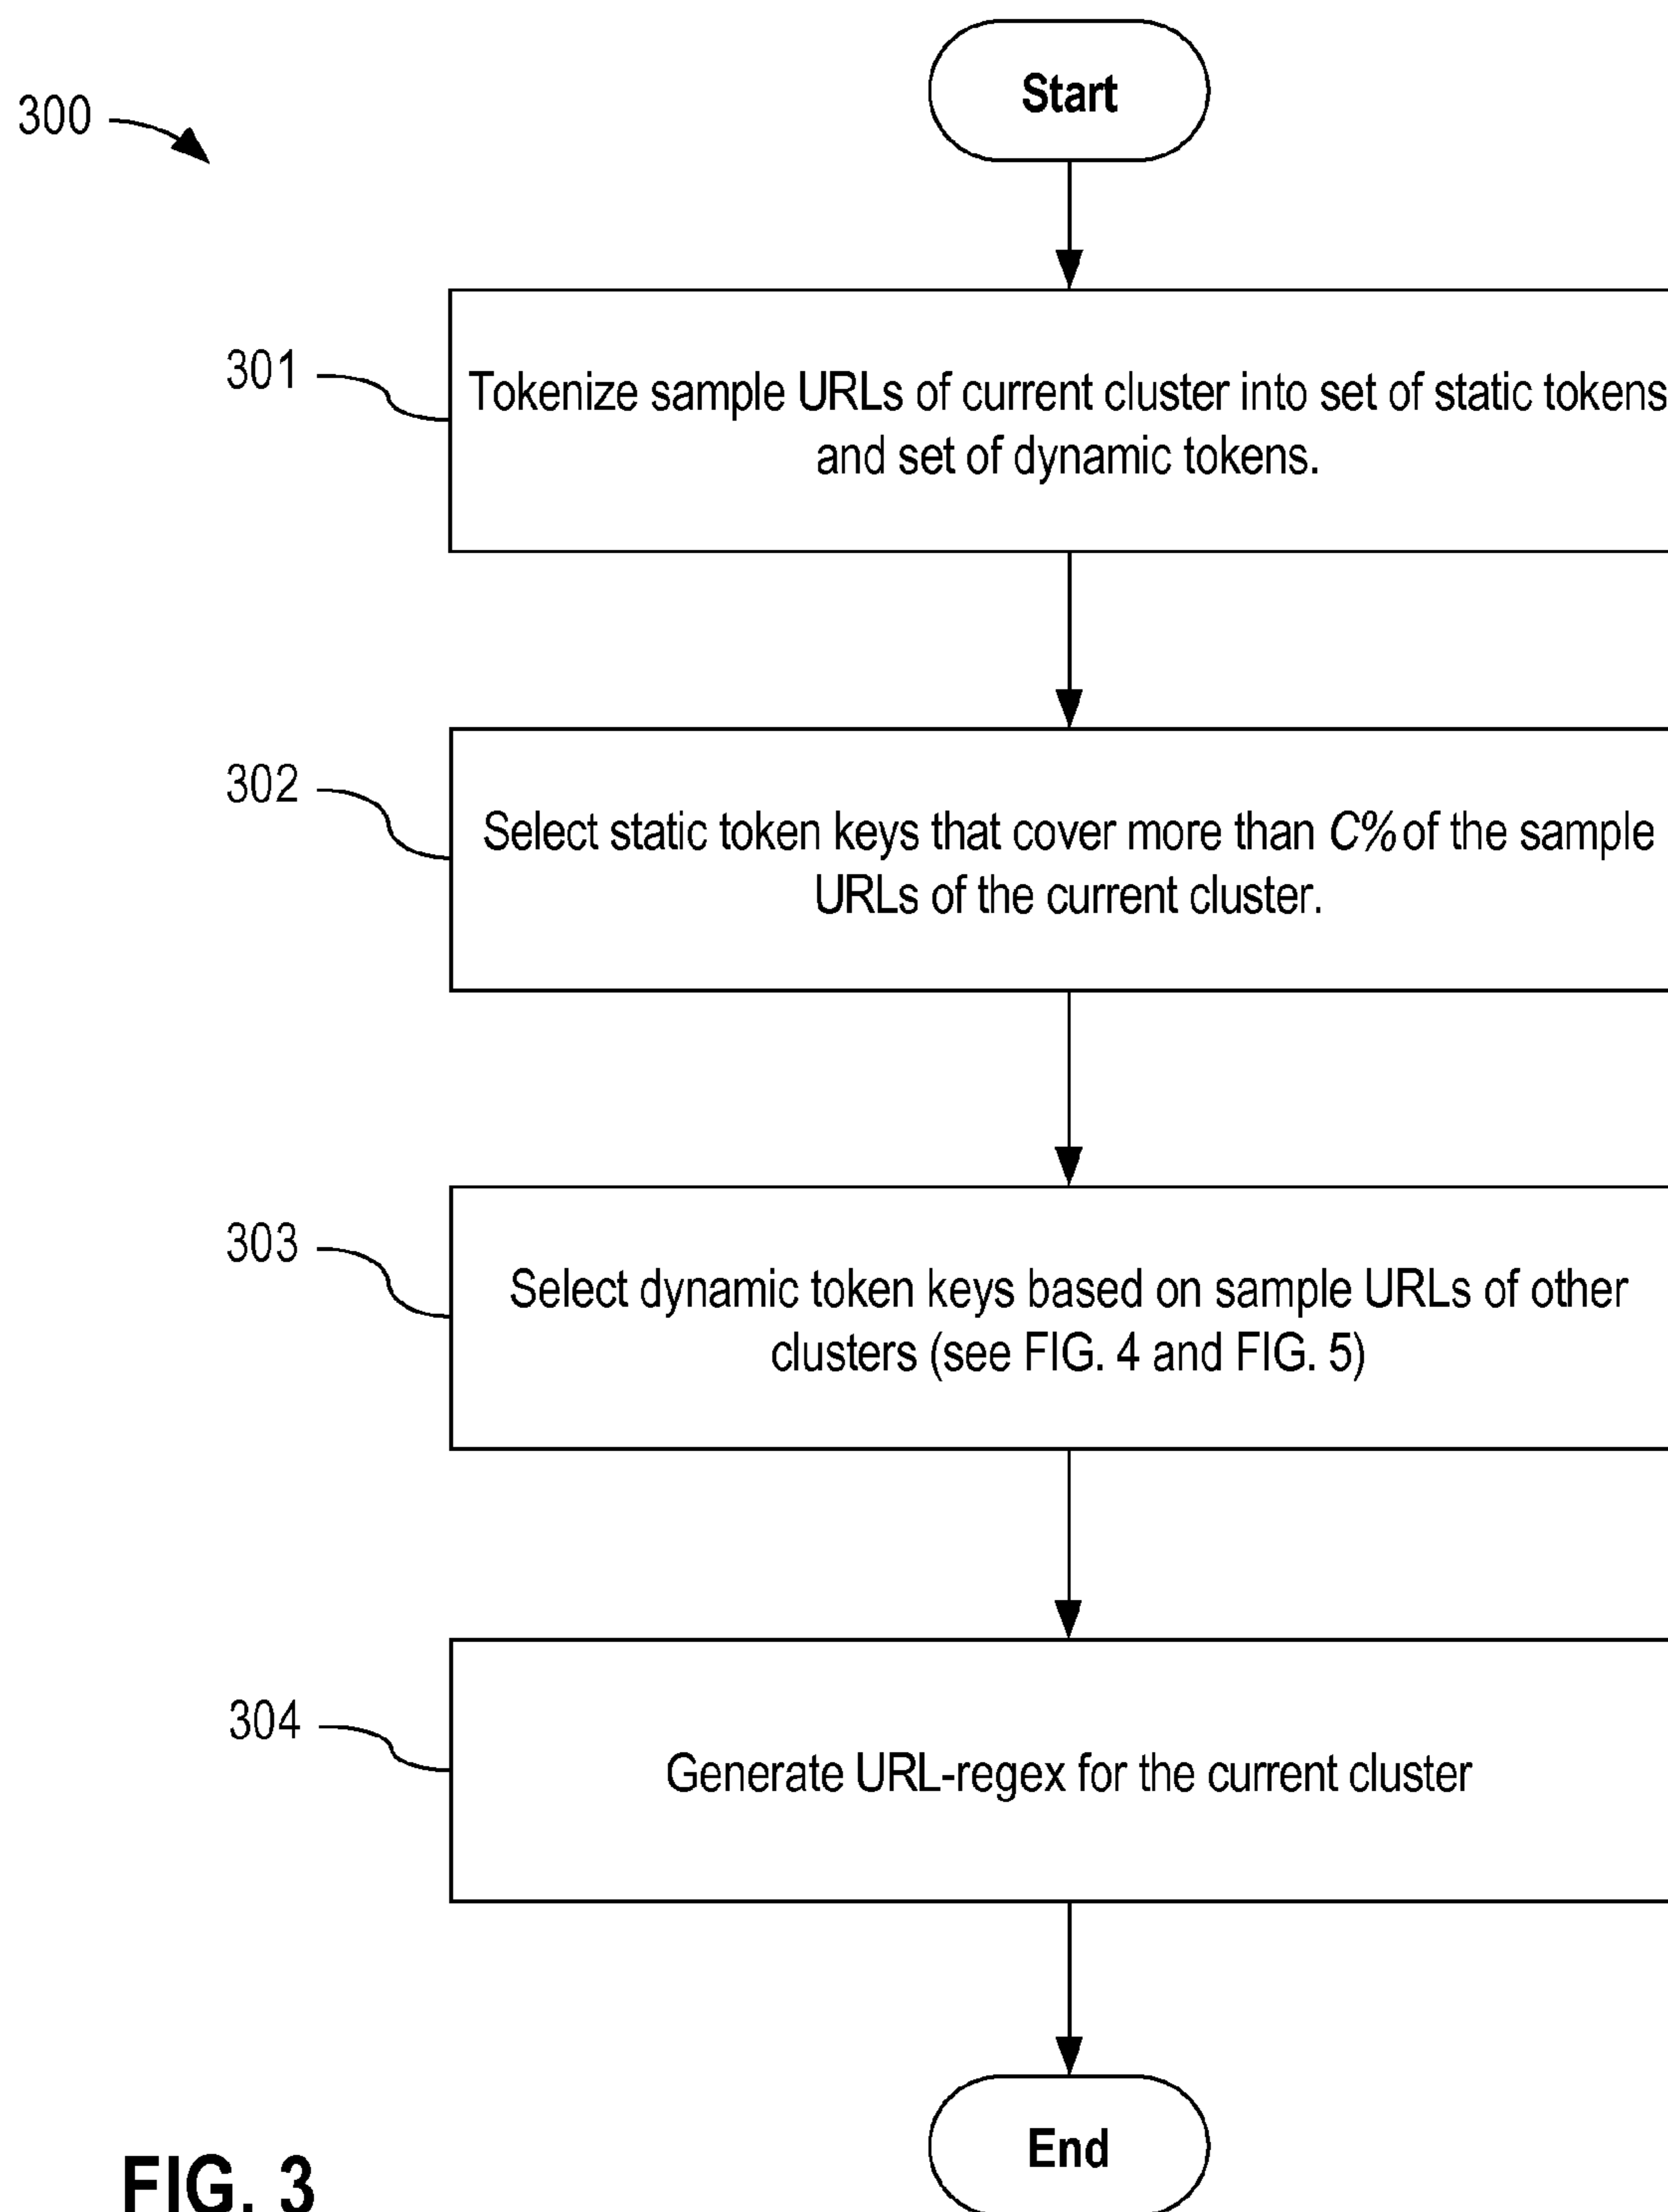 Start
300
301
Tokenize sample URLs of current cluster into set of static tokens
and set of dynamic tokens.
302
Select static token keys that cover more than C% of the sample
URLs of the current cluster.
303
Select dynamic token keys based on sample URLs of other
clusters (see FIG. 4 and FIG. 5)
304
Generate URL-regex for the current cluster
End
FIG. 3